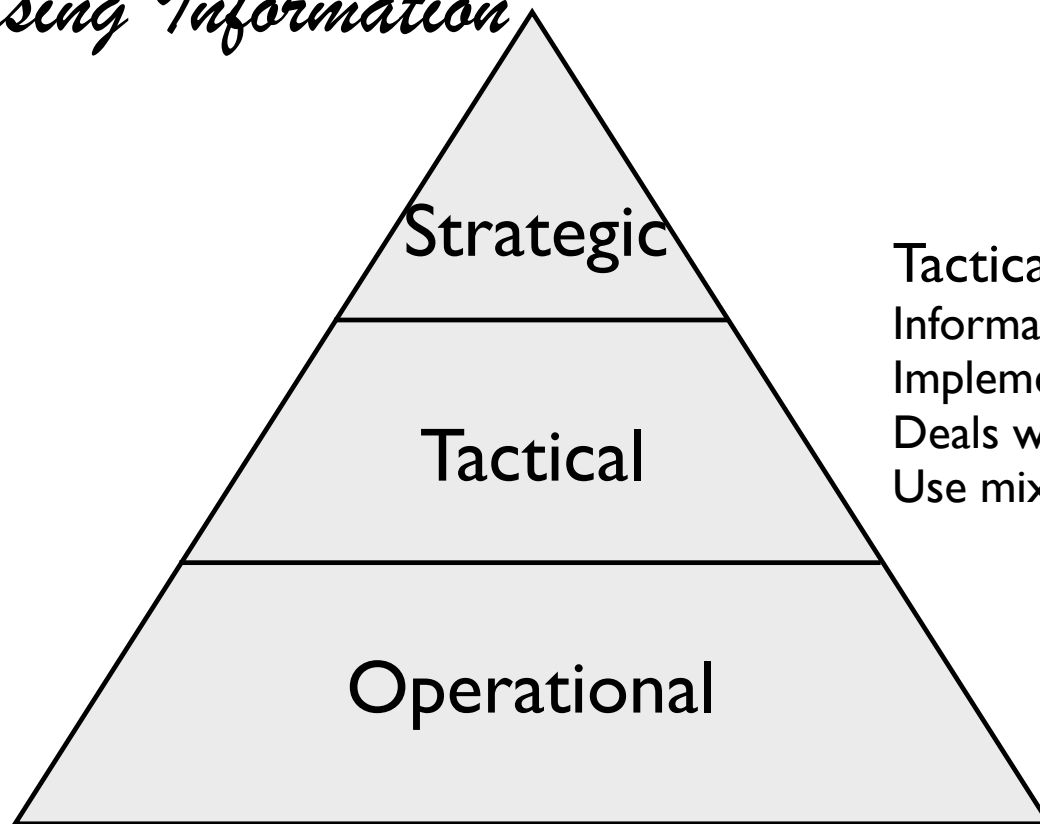 sing Information
Strategic
Tactical
Operational
Tactica
Informa
Impleme
Deals w
Use mix